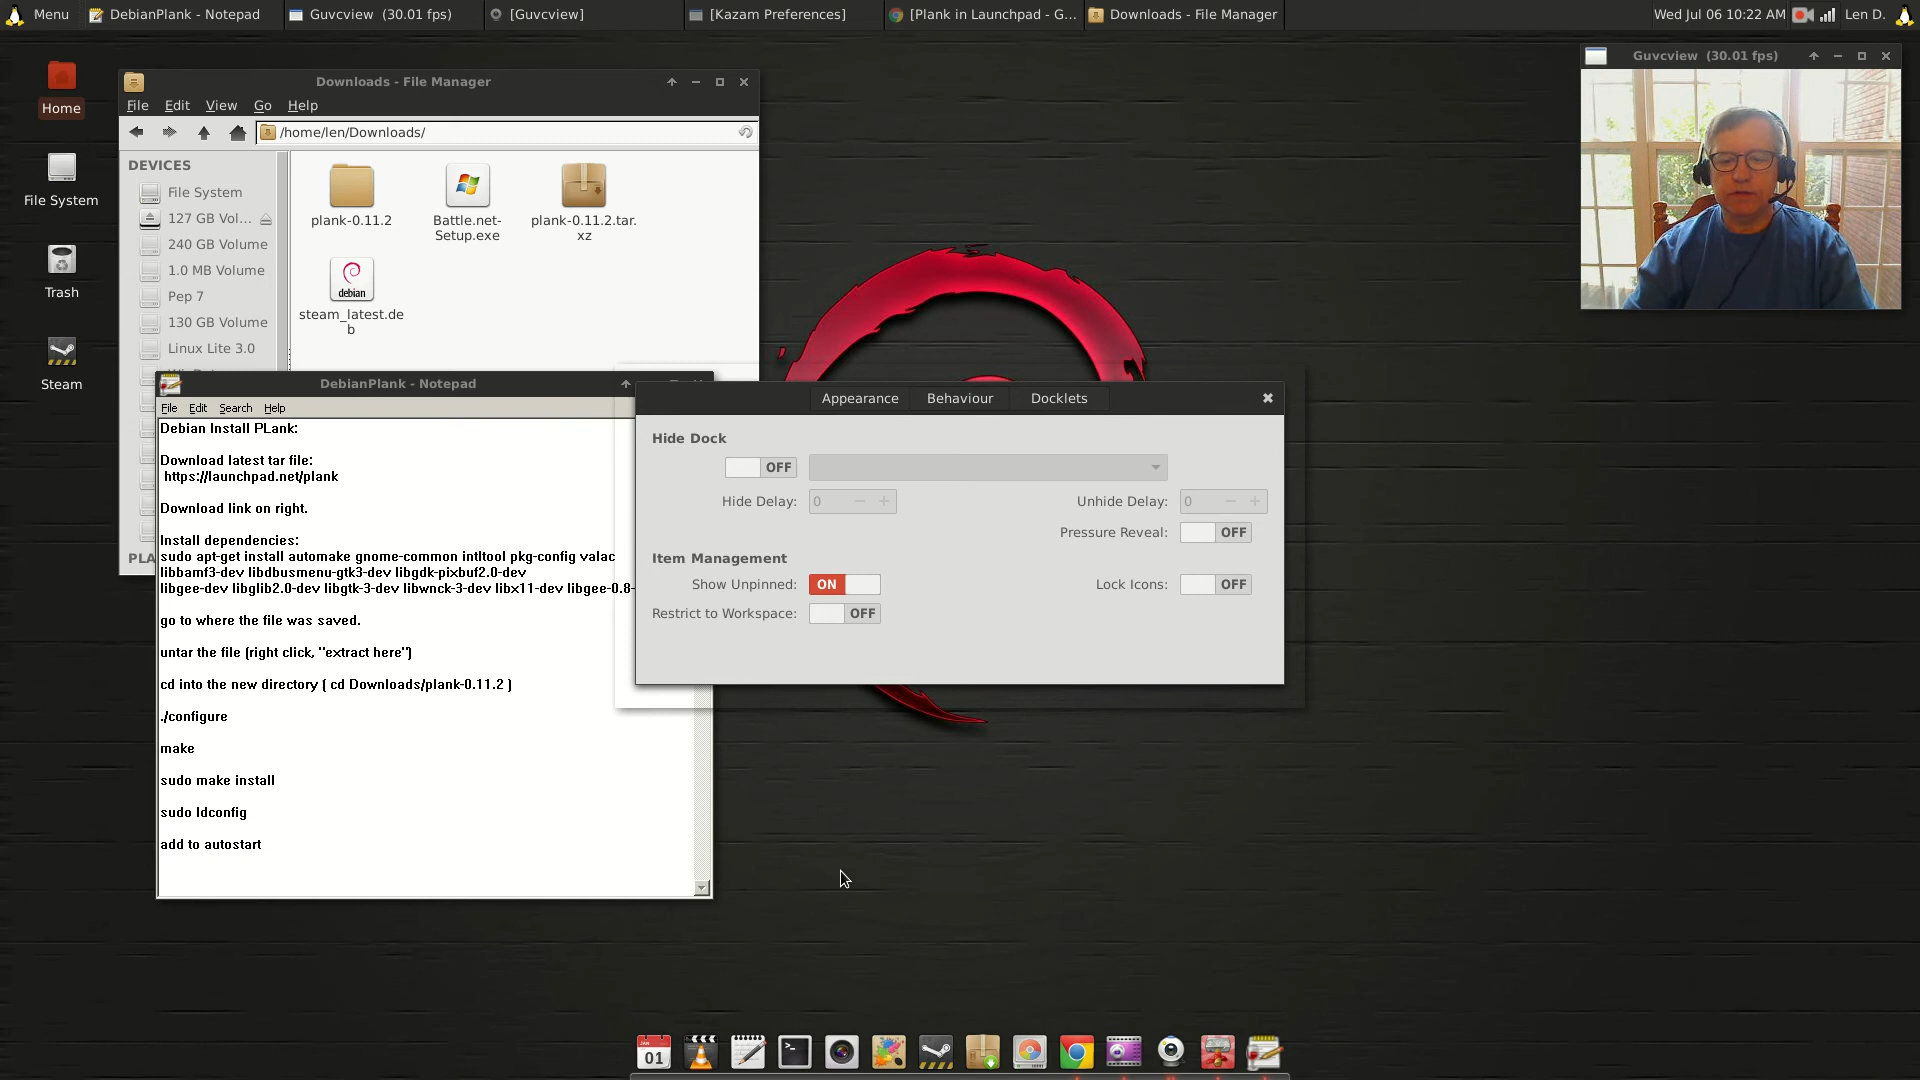 Menu
DebianPlank - Notepad
Guvcview (30.01 fps)
[Guvcview]
[Kazam Preferences]
[Plank in Launchpad - G...
Downloads - File Manager
Wed Jul 06 10:22 AM
Len D.
Home
File System
Trash
Steam
Downloads - File Manager
File Edit View Go Help
/home/len/Downloads/
DEVICES
File System
127 GB Vol...
240 GB Volume
1.0 MB Volume
Pep 7
130 GB Volume
Linux Lite 3.0
PLA
plank-0.11.2
Battle.net-
Setup.exe
plank-0.11.2.tar.
xz
debian
steam_latest.de
b
Guvcview (30.01 fps)
DebianPlank - Notepad
File Edit Search Help
Debian Install PLank:
Download latest tar file:
https://launchpad.net/plank
Download link on right.
Install dependencies:
sudo apt-get install automake gnome-common intltool pkg-config valac
libbamf3-dev libdbusmenu-gtk3-dev libgdk-pixbuf2.0-dev
libgee-dev libglib2.0-dev libgtk-3-dev libwnck-3-dev libx11-dev libgee-0.8-
go to where the file was saved.
untar the file (right click, "extract here")
cd into the new directory ( cd Downloads/plank-0.11.2 )
./configure
make
sudo make install
sudo ldconfig
add to autostart
Appearance Behaviour Docklets
Hide Dock
OFF
Hide Delay: 0
Unhide Delay: 0
Pressure Reveal: OFF
Item Management
Show Unpinned: ON
Lock Icons: OFF
Restrict to Workspace: OFF
JAN
01